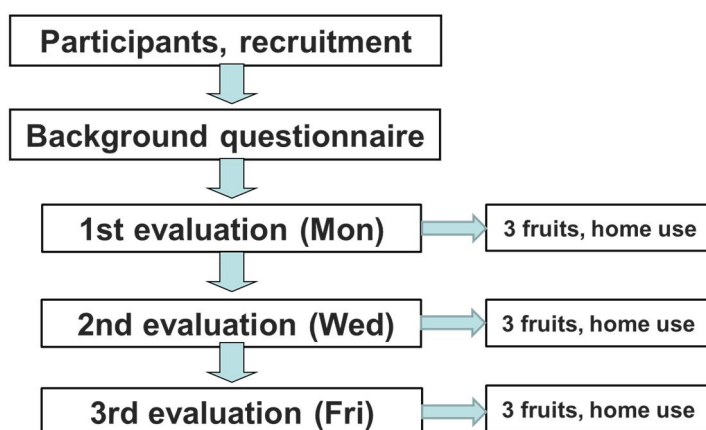 Participants, recruitment
Background questionnaire
1st evaluation (Mon)
3 fruits, home use
2nd evaluation (Wed)
3 fruits, home use
3rd evaluation (Fri)
3 fruits, home use